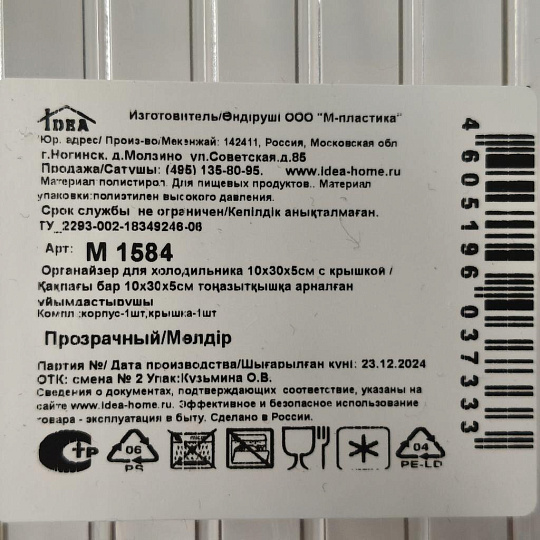 IDEA
Изготовитель/Өндіруші ООО "М-пластика"
Юр. адрес/ Произ-во/Мекенжай: 142411, Россия, Московская обл
г.Ногинск, д.Молзино ул.Советская,д.85
Продажа/Сатушы: (495) 135-80-95. www.idea-home.ru
Материал полистирол. Для пищевых продуктов.. Материал
упаковки:полиэтилен высокого давления.
Срок службы не ограничен/Кепілдік анықталмаған.
ТУ_2293-002-18349246-06
Арт: М 1584
Органайзер для холодильника 10х30х5см с крышкой /
Қақпағы бар 10х30х5см тоңазытқышқа арналған
ұйымдастырушы
Компл.:корпус-1шт,крышка-1шт
Прозрачный/Мөлдір
Партия №/ Дата производства/Шығарылған күні: 23.12.2024
ОТК: смена № 2 Упак:Кузьмина О.В.
Сведения о документах, подтверждающих соответствие, указаны на
сайте www.idea-home.ru. Эффективное и безопасное использование
товара - эксплуатация в быту. Сделано в России.
06
PS
04
PE-LD
4605196037333